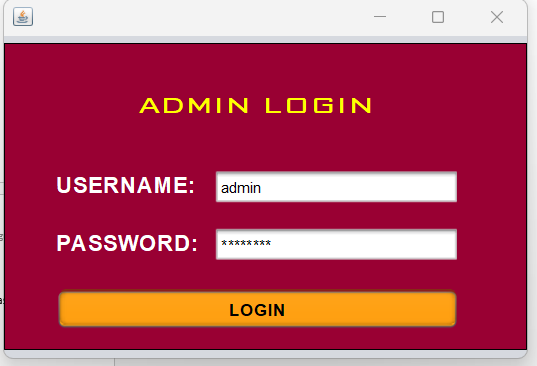 ADMIN LOGIN
USERNAME: admin
PASSWORD: ********
LOGIN